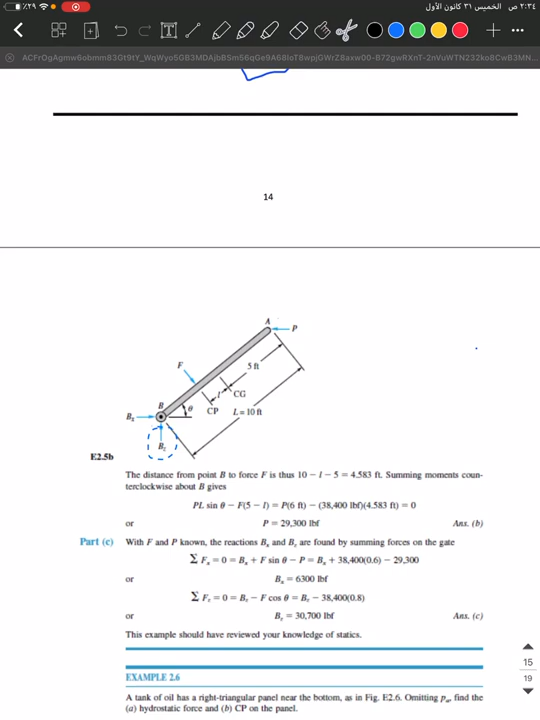 ٢:٣٤ ص الخميس ٣١ كانون الأول
٪٢٩
14
A
P
F
5 ft
l
CG
B
θ
CP
L = 10 ft
Bx
Bz
E2.5b
The distance from point B to force F is thus 10 − l − 5 = 4.583 ft. Summing moments coun-
terclockwise about B gives
PL sin θ − F(5 − l) = P(6 ft) − (38,400 lbf)(4.583 ft) = 0
or P = 29,300 lbf Ans. (b)
Part (c) With F and P known, the reactions Bx and Bz are found by summing forces on the gate
∑ Fx = 0 = Bx + F sin θ − P = Bx + 38,400(0.6) − 29,300
or Bx = 6300 lbf
∑ Fz = 0 = Bz − F cos θ = Bz − 38,400(0.8)
or Bz = 30,700 lbf Ans. (c)
This example should have reviewed your knowledge of statics.
EXAMPLE 2.6
A tank of oil has a right-triangular panel near the bottom, as in Fig. E2.6. Omitting pa, find the
(a) hydrostatic force and (b) CP on the panel.
15
19